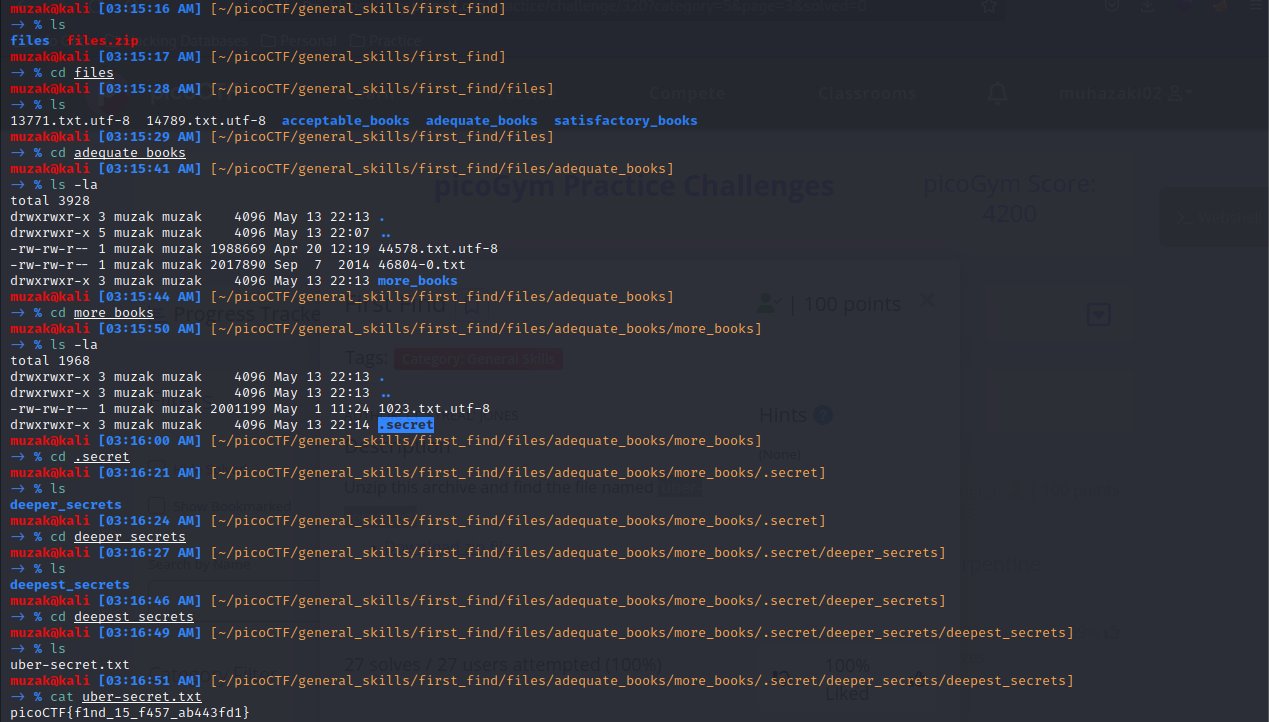 muzak@kali [03:15:16 AM] [~/picoCTF/general_skills/first_find]
→ % ls
files files.zip
muzak@kali [03:15:17 AM] [~/picoCTF/general_skills/first_find]
→ % cd files
muzak@kali [03:15:28 AM] [~/picoCTF/general_skills/first_find/files]
→ % ls
13771.txt.utf-8 14789.txt.utf-8 acceptable_books adequate_books satisfactory_books
muzak@kali [03:15:29 AM] [~/picoCTF/general_skills/first_find/files]
→ % cd adequate_books
muzak@kali [03:15:41 AM] [~/picoCTF/general_skills/first_find/files/adequate_books]
→ % ls -la
total 3928
drwxrwxr-x 3 muzak muzak 4096 May 13 22:13 .
drwxrwxr-x 5 muzak muzak 4096 May 13 22:07 ..
-rw-rw-r-- 1 muzak muzak 1988669 Apr 20 12:19 44578.txt.utf-8
-rw-rw-r-- 1 muzak muzak 2017890 Sep 7 2014 46804-0.txt
drwxrwxr-x 3 muzak muzak 4096 May 13 22:13 more_books
muzak@kali [03:15:44 AM] [~/picoCTF/general_skills/first_find/files/adequate_books]
→ % cd more_books
muzak@kali [03:15:50 AM] [~/picoCTF/general_skills/first_find/files/adequate_books/more_books]
→ % ls -la
total 1968
drwxrwxr-x 3 muzak muzak 4096 May 13 22:13 .
drwxrwxr-x 3 muzak muzak 4096 May 13 22:13 ..
-rw-rw-r-- 1 muzak muzak 2001199 May 1 11:24 1023.txt.utf-8
drwxrwxr-x 3 muzak muzak 4096 May 13 22:14 .secret
muzak@kali [03:16:00 AM] [~/picoCTF/general_skills/first_find/files/adequate_books/more_books]
→ % cd .secret
muzak@kali [03:16:21 AM] [~/picoCTF/general_skills/first_find/files/adequate_books/more_books/.secret]
→ % ls
deeper_secrets
muzak@kali [03:16:24 AM] [~/picoCTF/general_skills/first_find/files/adequate_books/more_books/.secret]
→ % cd deeper_secrets
muzak@kali [03:16:27 AM] [~/picoCTF/general_skills/first_find/files/adequate_books/more_books/.secret/deeper_secrets]
→ % ls
deepest_secrets
muzak@kali [03:16:46 AM] [~/picoCTF/general_skills/first_find/files/adequate_books/more_books/.secret/deeper_secrets]
→ % cd deepest_secrets
muzak@kali [03:16:49 AM] [~/picoCTF/general_skills/first_find/files/adequate_books/more_books/.secret/deeper_secrets/deepest_secrets]
→ % ls
uber-secret.txt
muzak@kali [03:16:51 AM] [~/picoCTF/general_skills/first_find/files/adequate_books/more_books/.secret/deeper_secrets/deepest_secrets]
→ % cat uber-secret.txt
picoCTF{f1nd_15_f457_ab443fd1}
Personal Practice
Compete Classrooms muhazaki02
picoGym Practice Challenges
picoGym Score:
4200
Webshell
First Find
| 100 points
Progress Tracke
Tags: Category: General Skills
Hints
(None)
Description
Unzip this archive and find the file named
Show Bookmarked
Search by Name
27 solves / 27 users attempted (100%)
100%
Liked